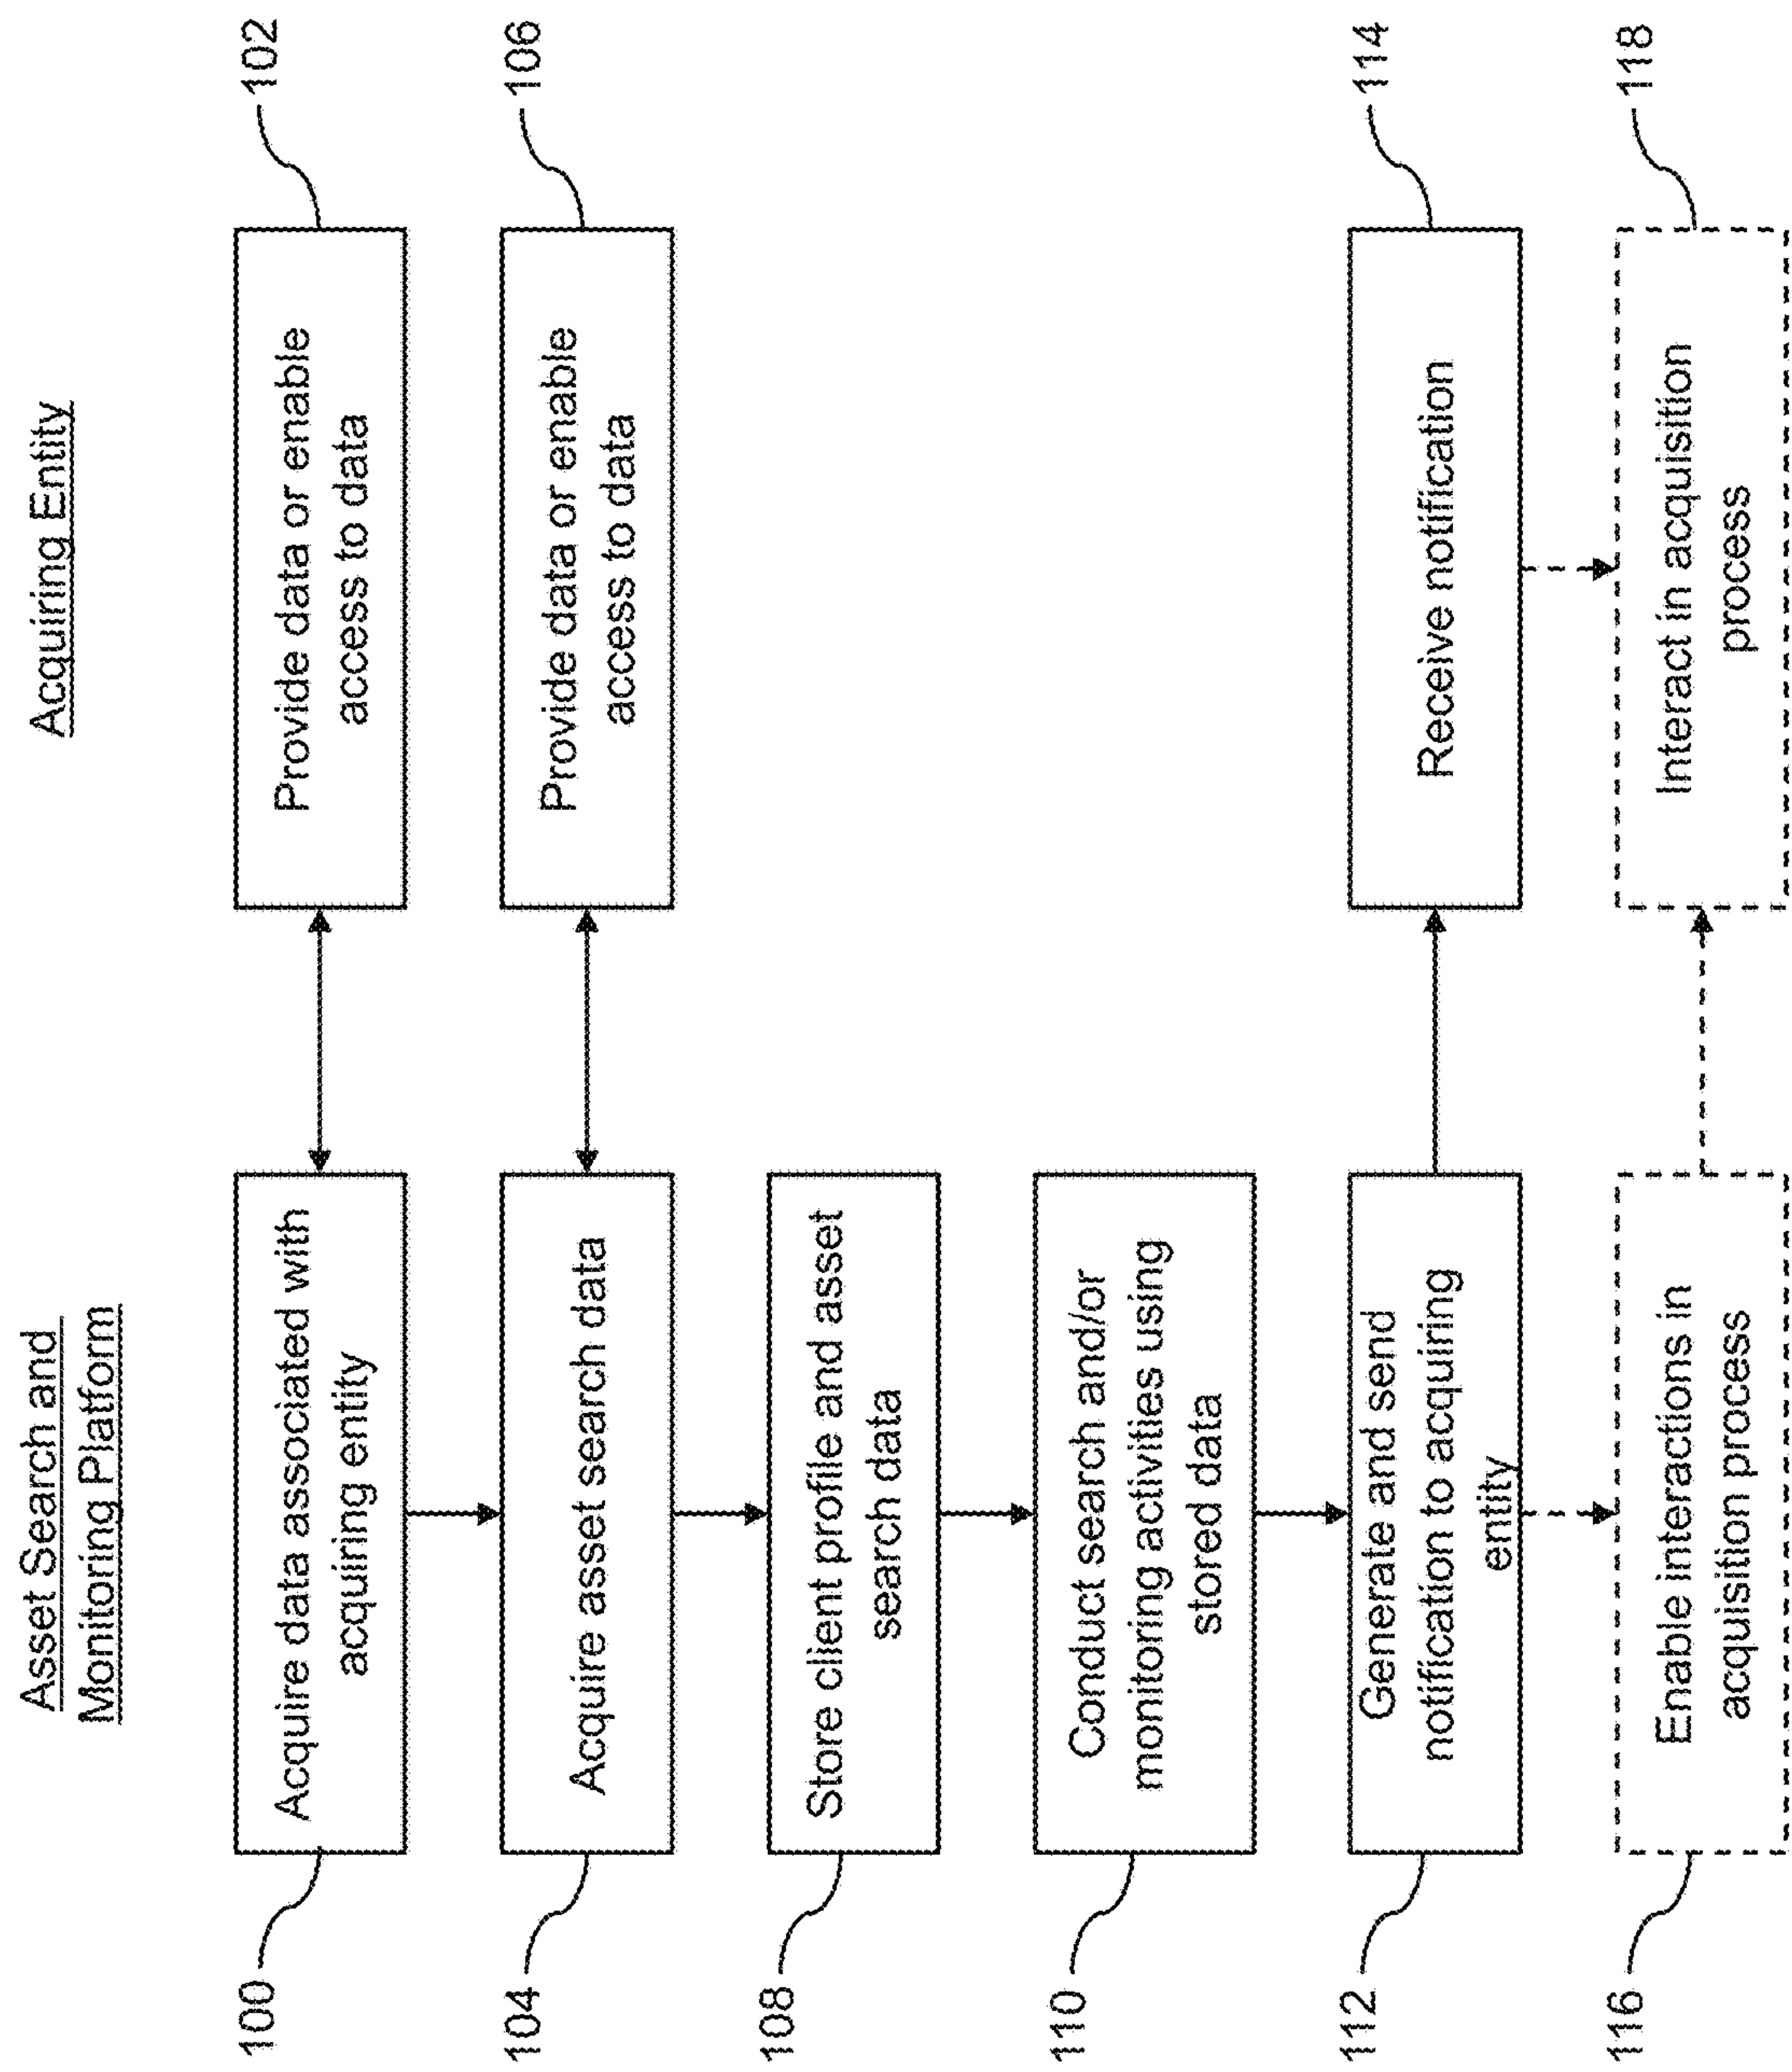 Asset Search and
Monitoring Platform
Acquiring Entity
100
Acquire data associated with
acquiring entity
Provide data or enable
access to data
102
104
Acquire asset search data
Provide data or enable
access to data
106
108
Store client profile and asset
search data
110
Conduct search and/or
monitoring activities using
stored data
112
Generate and send
notification to acquiring
entity
Receive notification
114
116
Enable interactions in
acquisition process
Interact in acquisition
process
118